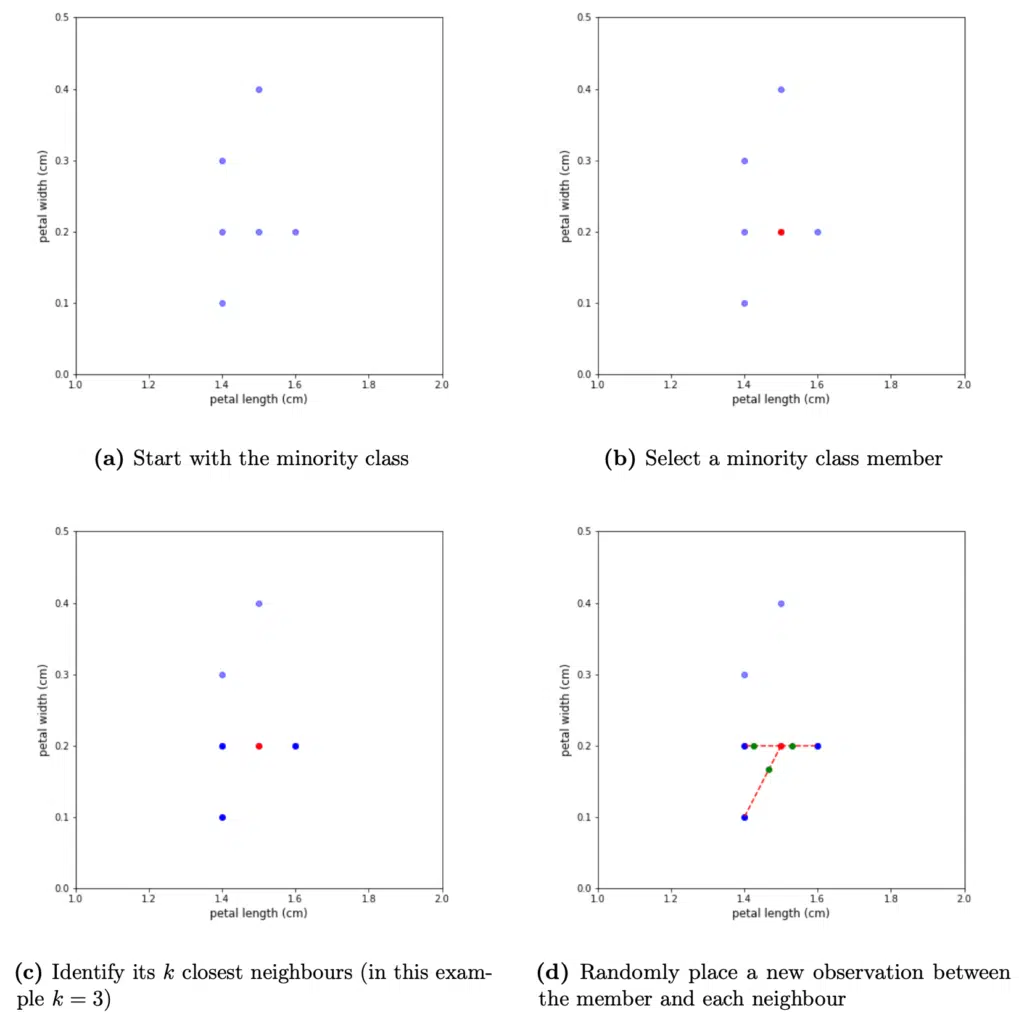 0.5
0.4
0.3
0.2
0.1
0.0
1.0 1.2 1.4 1.6 1.8 2.0
petal width (cm)
petal length (cm)
(a) Start with the minority class
0.5
0.4
0.3
0.2
0.1
0.0
1.0 1.2 1.4 1.6 1.8 2.0
petal width (cm)
petal length (cm)
(b) Select a minority class member
0.5
0.4
0.3
0.2
0.1
0.0
1.0 1.2 1.4 1.6 1.8 2.0
petal width (cm)
petal length (cm)
(c) Identify its k closest neighbours (in this exam-
ple k = 3)
0.5
0.4
0.3
0.2
0.1
0.0
1.0 1.2 1.4 1.6 1.8 2.0
petal width (cm)
petal length (cm)
(d) Randomly place a new observation between
the member and each neighbour